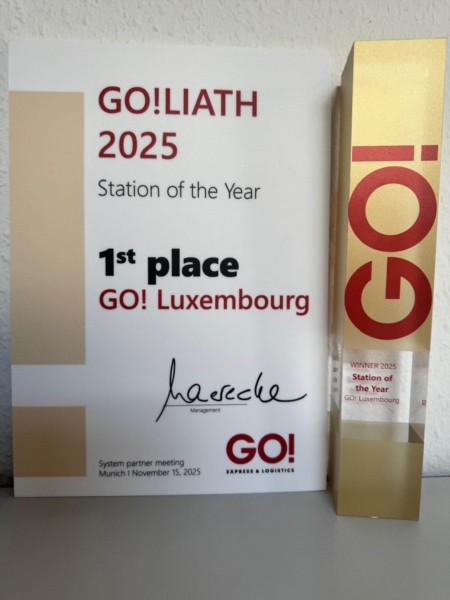 GO!LIATH
2025
Station of the Year
1st place
GO! Luxembourg
Management
System partner meeting
Munich I November 15, 2025
GO!
EXPRESS & LOGISTICS
GO!
WINNER 2025
Station of
the Year
GO! Luxembourg